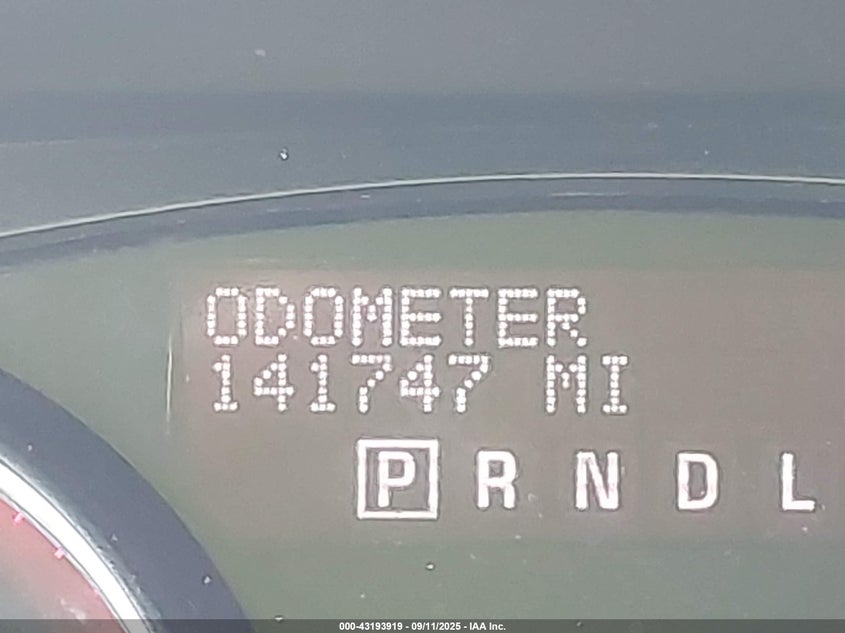 ODOMETER
141747 MI
P R N D L
000-43193919 - 09/11/2025 - IAA Inc.